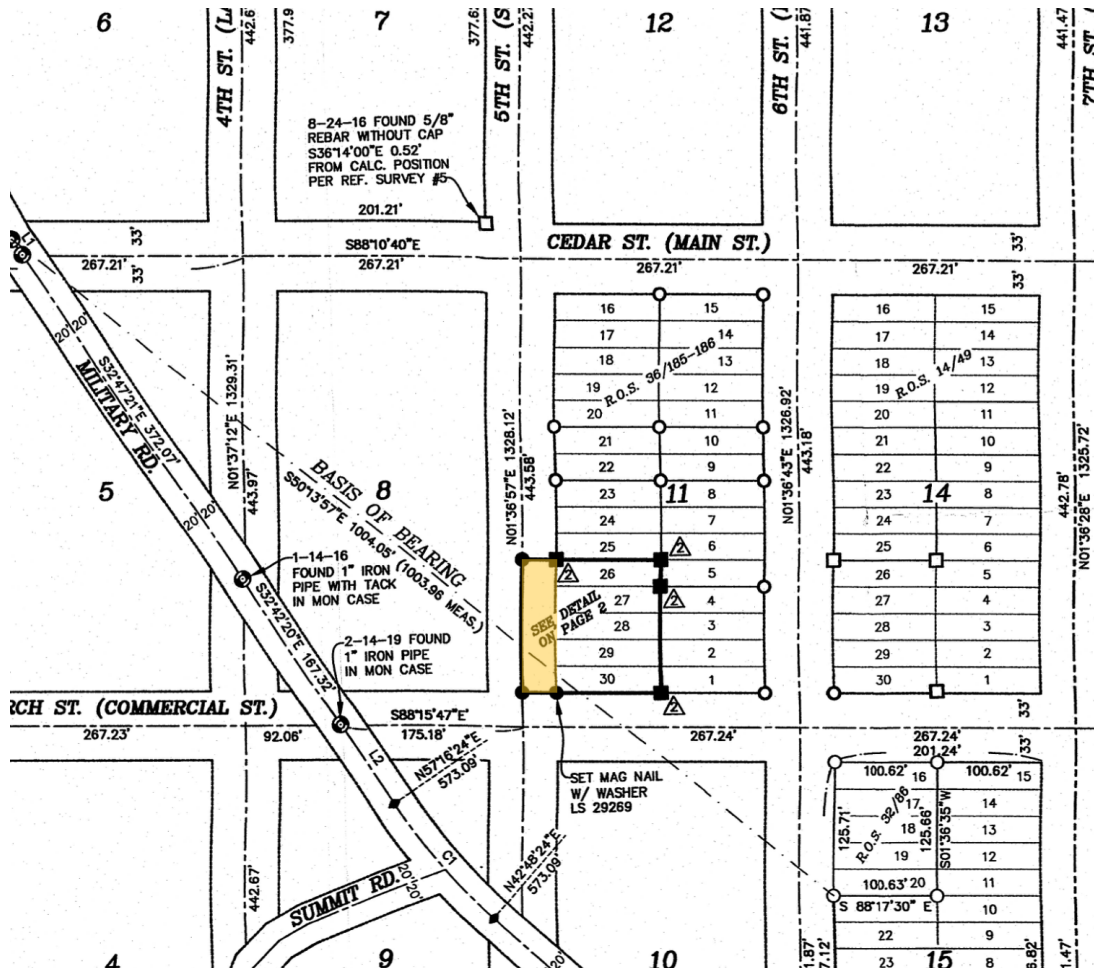 6
4TH ST. (L
442.6
377.9
7
377.6
5TH ST. (S
442.27
12
6TH ST. (
441.87
13
441.47
7TH ST.
8-24-16 FOUND 5/8"
REBAR WITHOUT CAP
S36°14'00"E 0.52'
FROM CALC. POSITION
PER REF. SURVEY #5
201.21'
L1
33'
S88°10'40"E
CEDAR ST. (MAIN ST.)
33'
267.21'
33'
267.21'
267.21'
267.21'
33'
20' 20'
S32°47'21"E 372.07'
MILITARY RD.
20' 20'
N01°37'12"E 1329.31'
443.97'
5
8
BASIS OF BEARING
S50°13'57"E 1004.05' (1003.96 MEAS.)
N01°36'57"E 1328.12'
443.58'
16 15
17 14
18 13
19 12
20 11
21 10
22 9
23 8
24 7
25 6
26 5
27 4
28 3
29 2
30 1
R.O.S. 36/185-186
11
2
2
2
2
SEE DETAIL
ON PAGE 2
N01°36'43"E 1326.92'
443.18'
16 15
17 14
18 13
19 12
20 11
21 10
22 9
23 8
24 7
25 6
26 5
27 4
28 3
29 2
30 1
R.O.S. 14/49
14
442.78'
N01°36'28"E 1325.72'
1-14-16
FOUND 1" IRON
PIPE WITH TACK
IN MON CASE
S32°42'20"E 167.32'
2-14-19 FOUND
1" IRON PIPE
IN MON CASE
RCH ST. (COMMERCIAL ST.)
S88°15'47"E'
33'
267.23'
92.06'
175.18'
267.24'
267.24'
33'
201.24'
L2
N57°16'24"E
573.09'
SET MAG NAIL
W/ WASHER
LS 29269
C1
N42°48'24"E
573.09'
100.62' 16
100.62' 15
17 14
18 13
19 12
100.63' 20 11
S 88°17'30" E 10
22 9
23 8
R.O.S. 32/86
125.71'
125.66'
S01°36'35"W
15
442.67'
SUMMIT RD.
20' 20'
20'
4
9
10
1.87'
7.12'
8.82'
1.47'